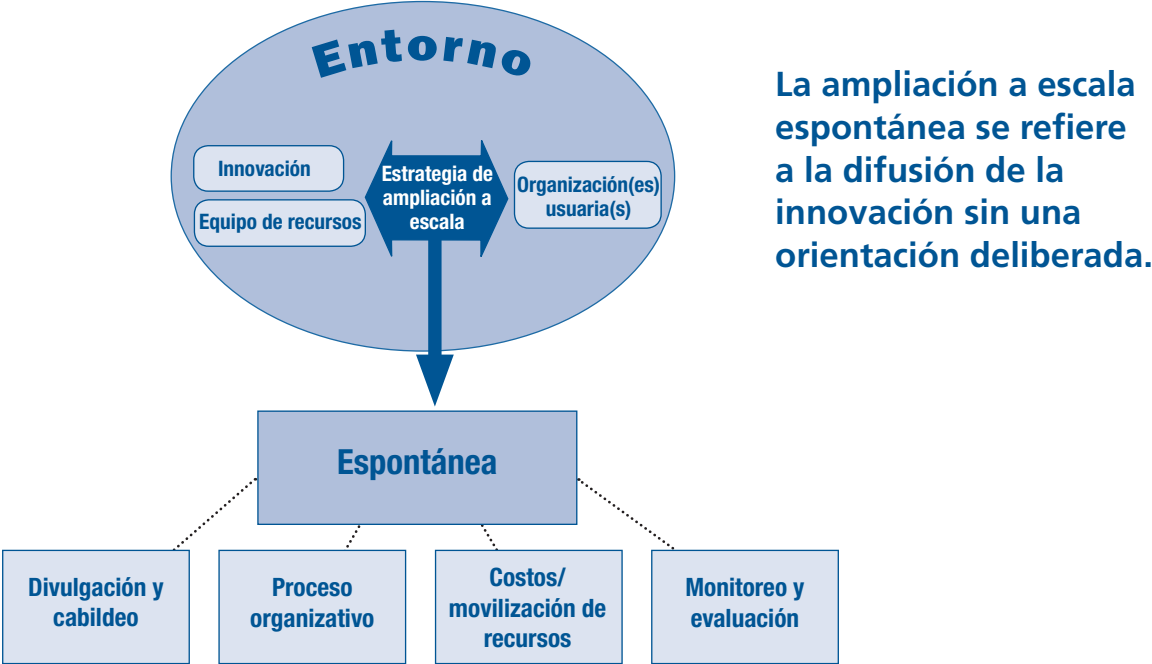 Entorno
Innovación
Equipo de recursos
Estrategia de
ampliación a
escala
Organización(es)
usuaria(s)
La ampliación a escala
espontánea se refiere
a la difusión de la
innovación sin una
orientación deliberada.
Espontánea
Divulgación y
cabildeo
Proceso
organizativo
Costos/
movilización de
recursos
Monitoreo y
evaluación